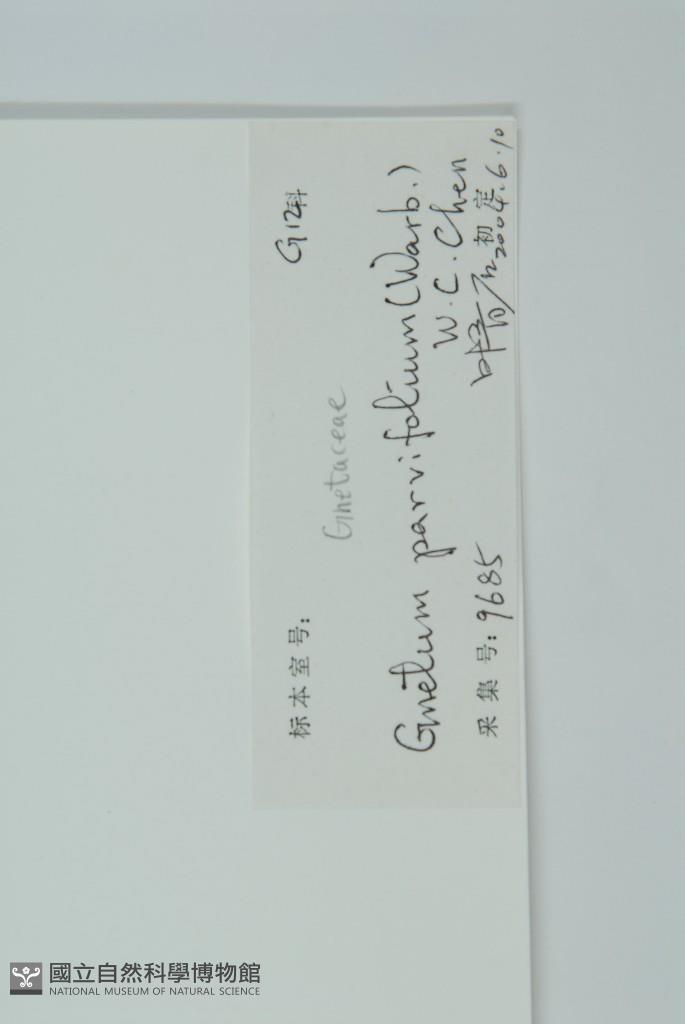 标本室号：
G12科
Gnetaceae
Gnetum parvifolium (Warb.)
W.C.Chen
采集号：9685
初定
2004.6.10
國立自然科學博物館
NATIONAL MUSEUM OF NATURAL SCIENCE